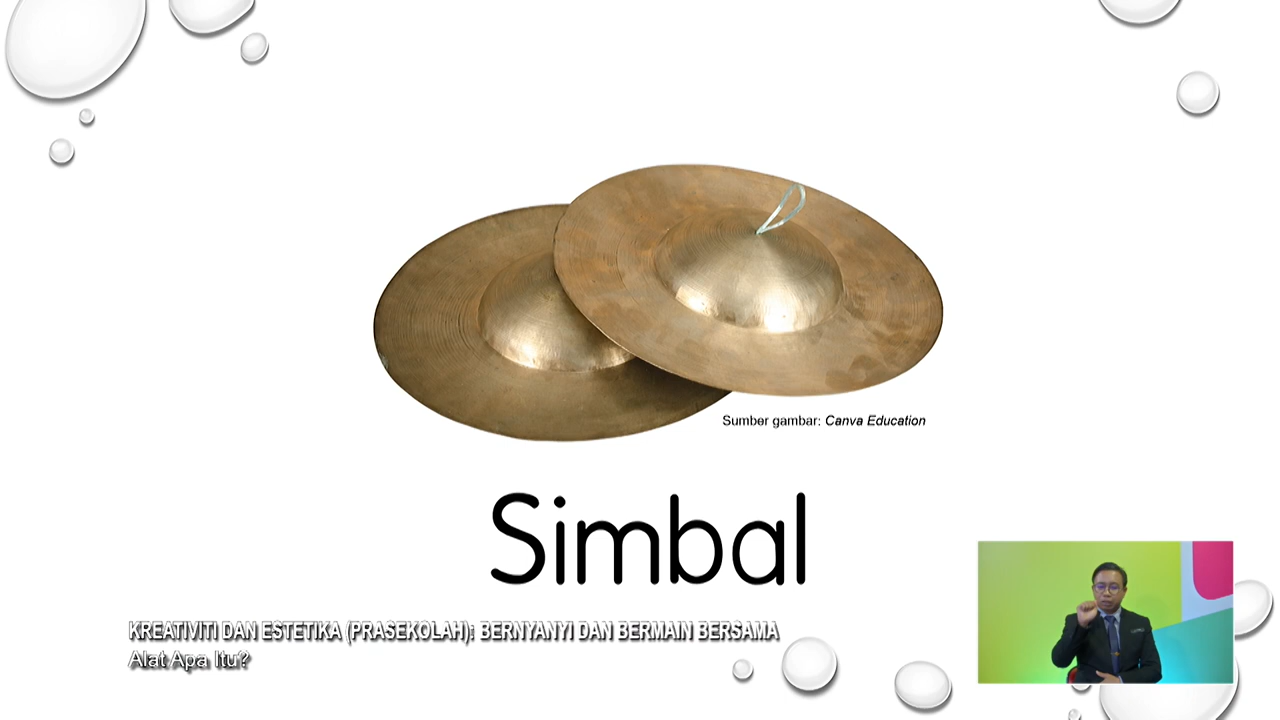 Sumber gambar: Canva Education
Simbal
KREATIVITI DAN ESTETIKA (PRASEKOLAH): BERNYANYI DAN BERMAIN BERSAMA
Alat Apa Itu?